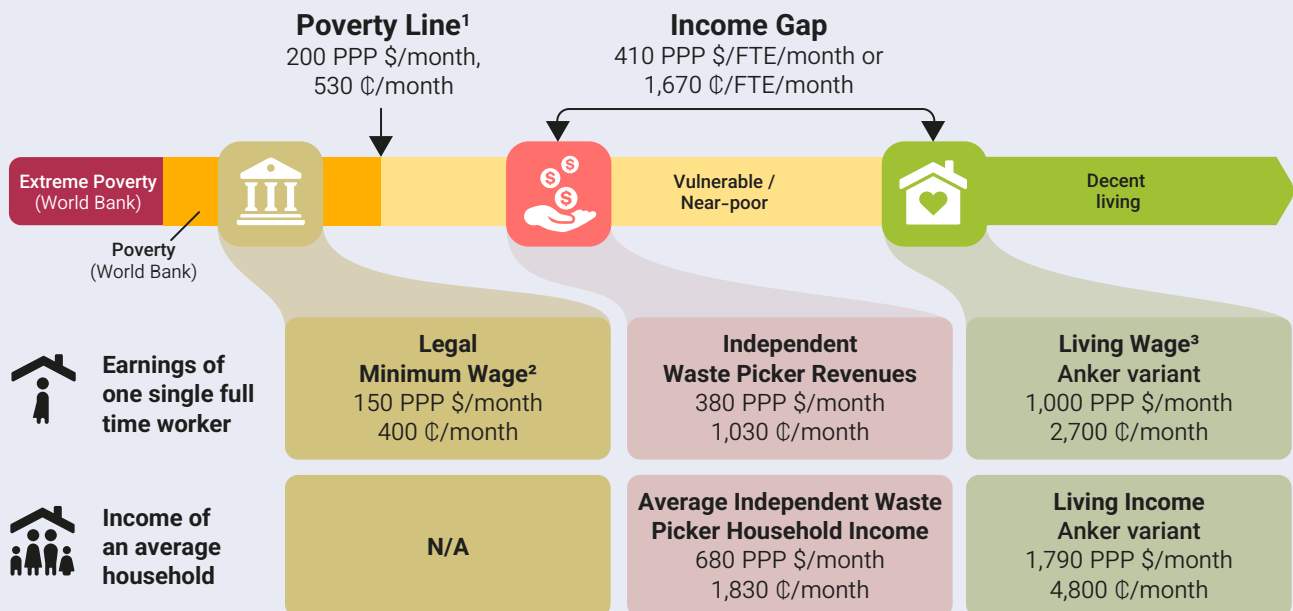 Poverty Line¹
200 PPP $/month,
530 ₵/month
Income Gap
410 PPP $/FTE/month or
1,670 ₵/FTE/month
Extreme Poverty
(World Bank)
Poverty
(World Bank)
$
$
$
Vulnerable /
Near-poor
Decent
living
Earnings of
one single full
time worker
Legal
Minimum Wage²
150 PPP $/month
400 ₵/month
Independent
Waste Picker Revenues
380 PPP $/month
1,030 ₵/month
Living Wage³
Anker variant
1,000 PPP $/month
2,700 ₵/month
Income of
an average
household
N/A
Average Independent Waste
Picker Household Income
680 PPP $/month
1,830 ₵/month
Living Income
Anker variant
1,790 PPP $/month
4,800 ₵/month